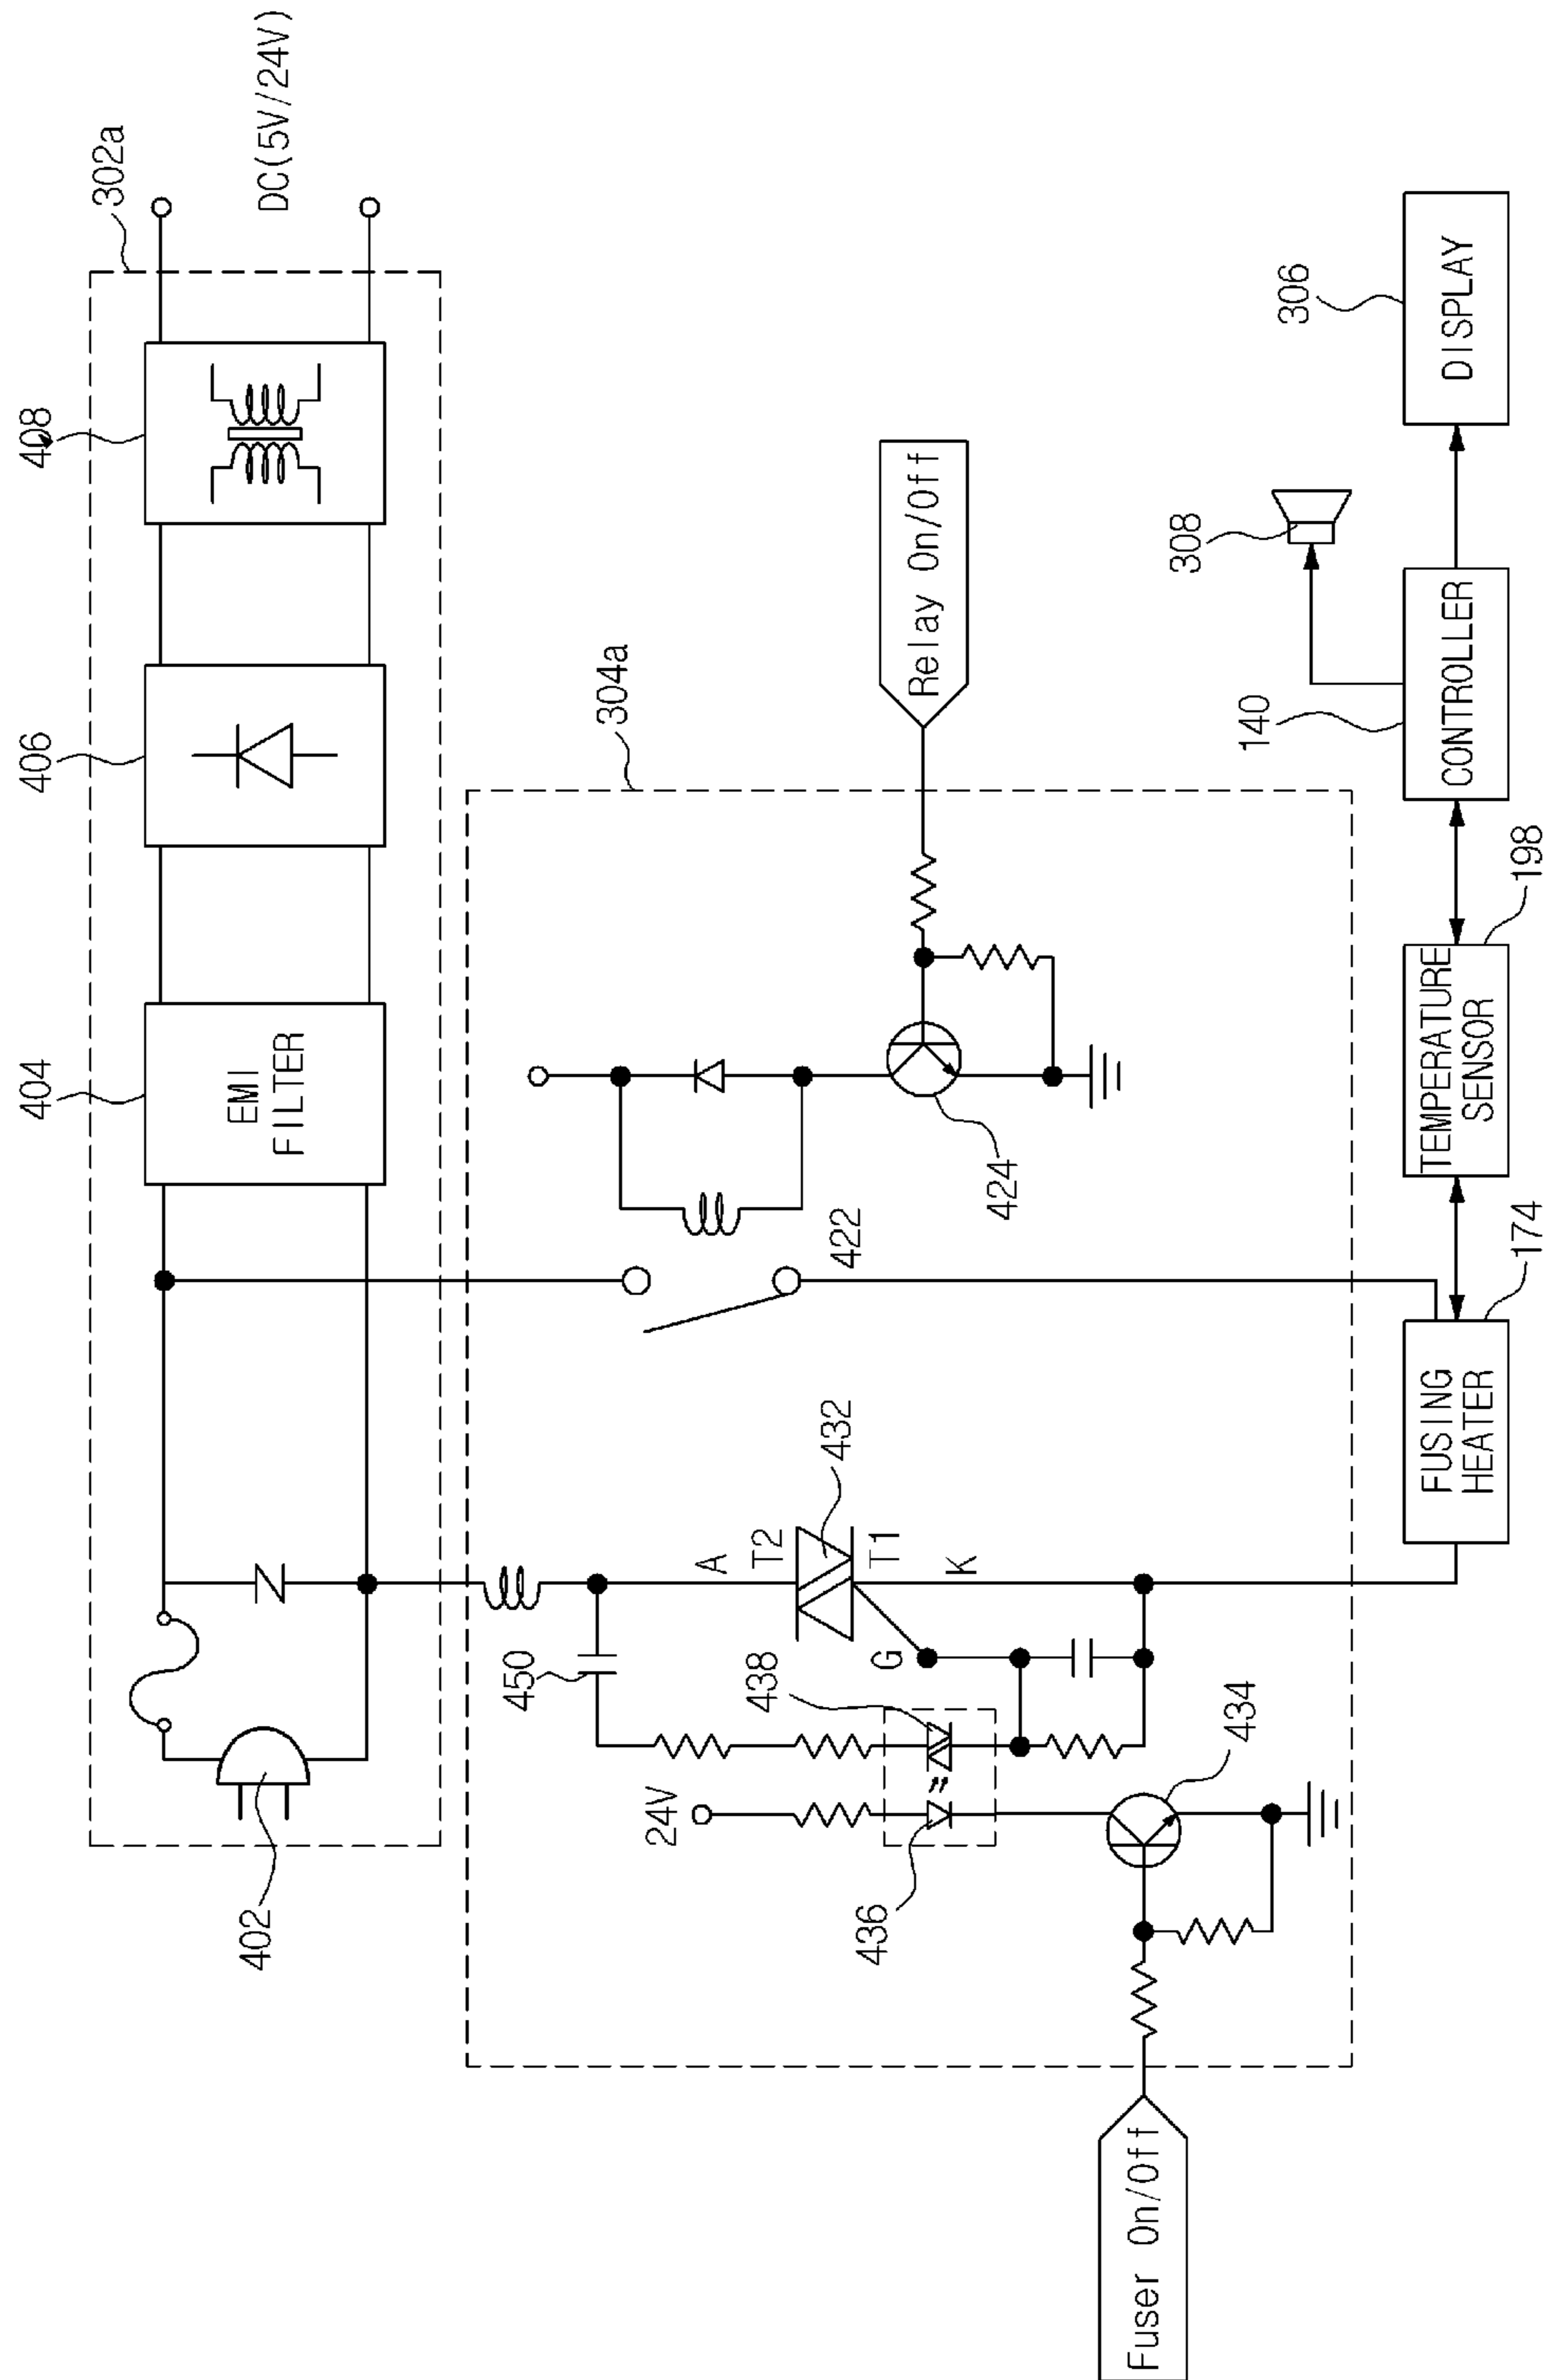 402
404
EMI
FILTER
406
408
302a
DC(5V/24V)
304a
450
A
T2
432
T1
K
G
438
24V
436
434
422
424
Relay On/Off
Fuser On/Off
FUSING
HEATER
174
TEMPERATURE
SENSOR
198
140
CONTROLLER
308
306
DISPLAY